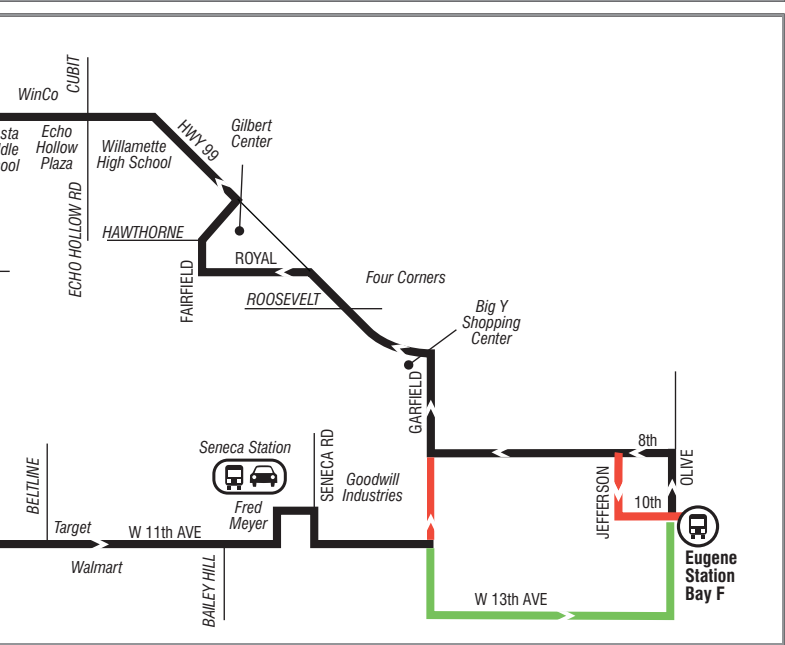 WinCo
CUBIT
Echo
Hollow
Plaza
Willamette
High School
HWY 99
Gilbert
Center
ECHO HOLLOW RD
HAWTHORNE
FAIRFIELD
ROYAL
ROOSEVELT
Four Corners
Big Y
Shopping
Center
GARFIELD
8th
OLIVE
JEFFERSON
10th
Eugene
Station
Bay F
BELTLINE
Seneca Station
SENECA RD
Goodwill
Industries
Fred
Meyer
Target
W 11th AVE
Walmart
BAILEY HILL
W 13th AVE